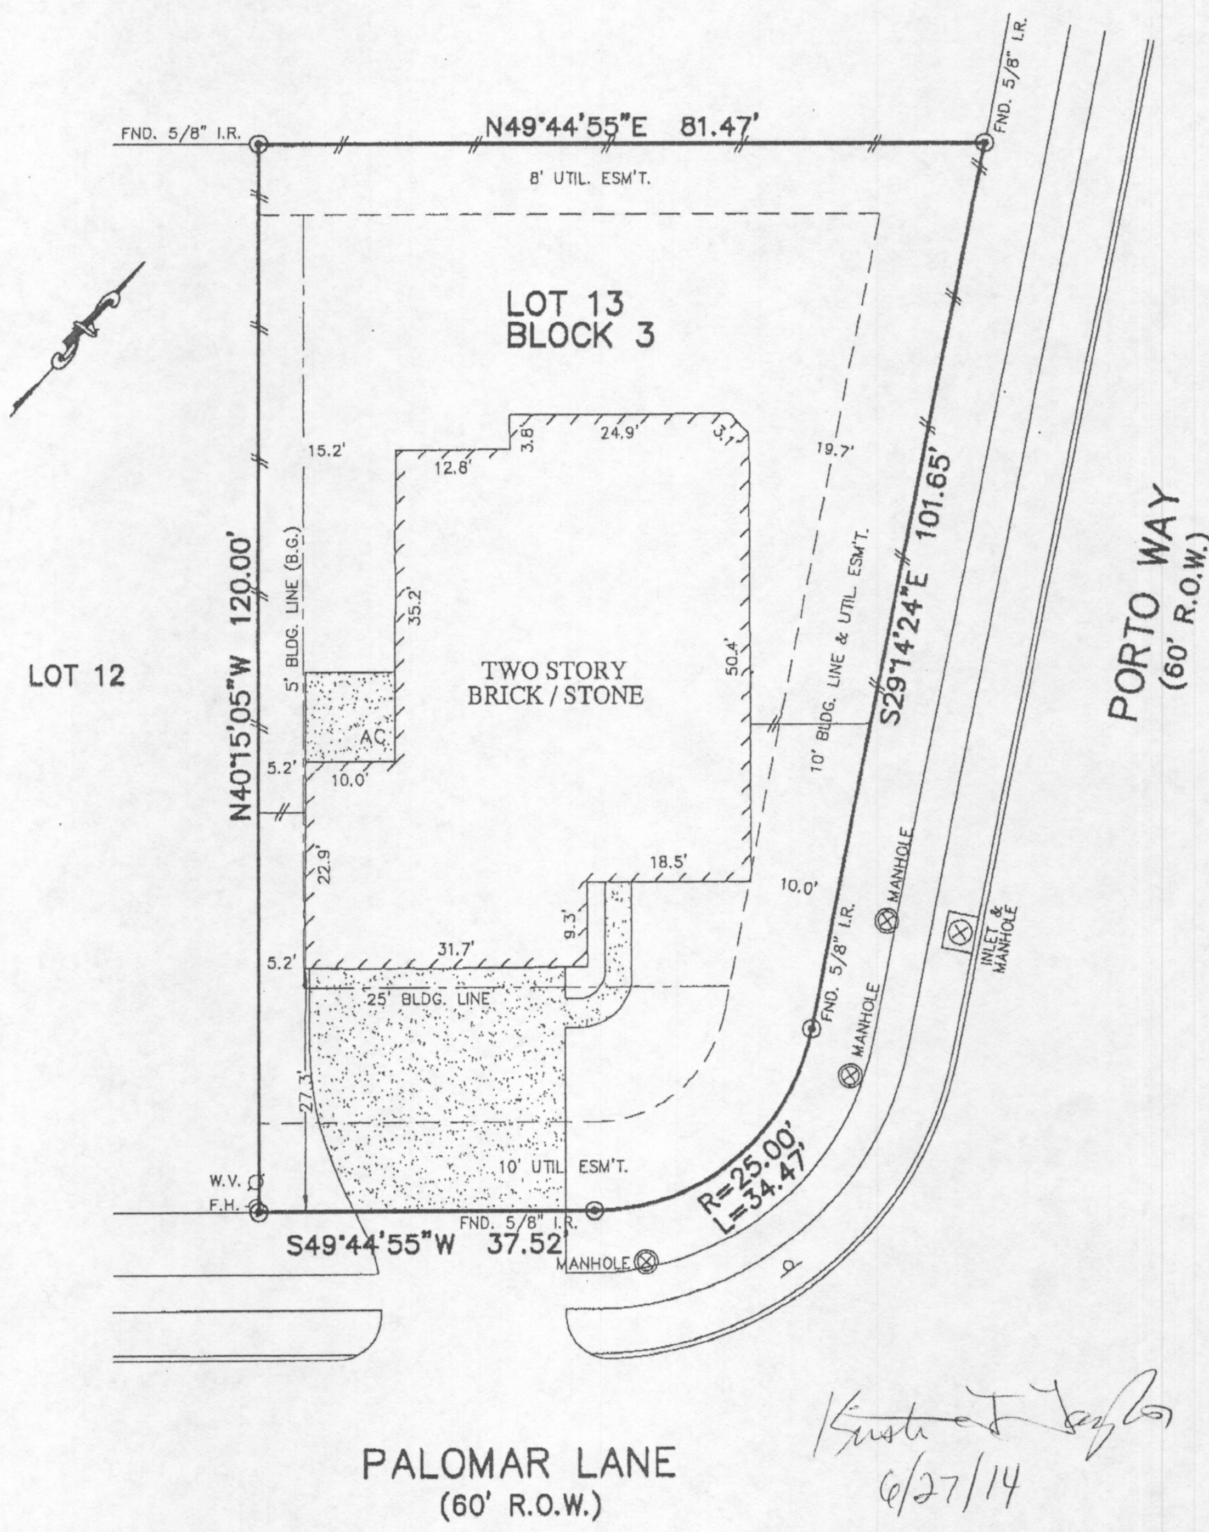 FND. 5/8" I.R.
N49°44'55"E 81.47'
FND. 5/8" I.R.
8' UTIL. ESM'T.
LOT 13
BLOCK 3
15.2'
12.8'
3.8'
24.9'
3.1'
19.7'
S29°14'24"E 101.65'
PORTO WAY
(60' R.O.W.)
N40°15'05"W 120.00'
5' BLDG. LINE (B.G.)
35.2'
LOT 12
TWO STORY
BRICK / STONE
50.4'
10' BLDG. LINE & UTIL ESM'T.
AC
5.2'
10.0'
22.9'
18.5'
10.0'
MANHOLE
INLET &
MANHOLE
9.3'
31.7'
5.2'
25' BLDG. LINE
FND. 5/8" I.R.
MANHOLE
27.3'
10' UTIL ESM'T.
R=25.00'
L=34.47'
W.V.
F.H.
FND. 5/8" I.R.
S49°44'55"W 37.52'
MANHOLE
PALOMAR LANE
(60' R.O.W.)
6/27/14